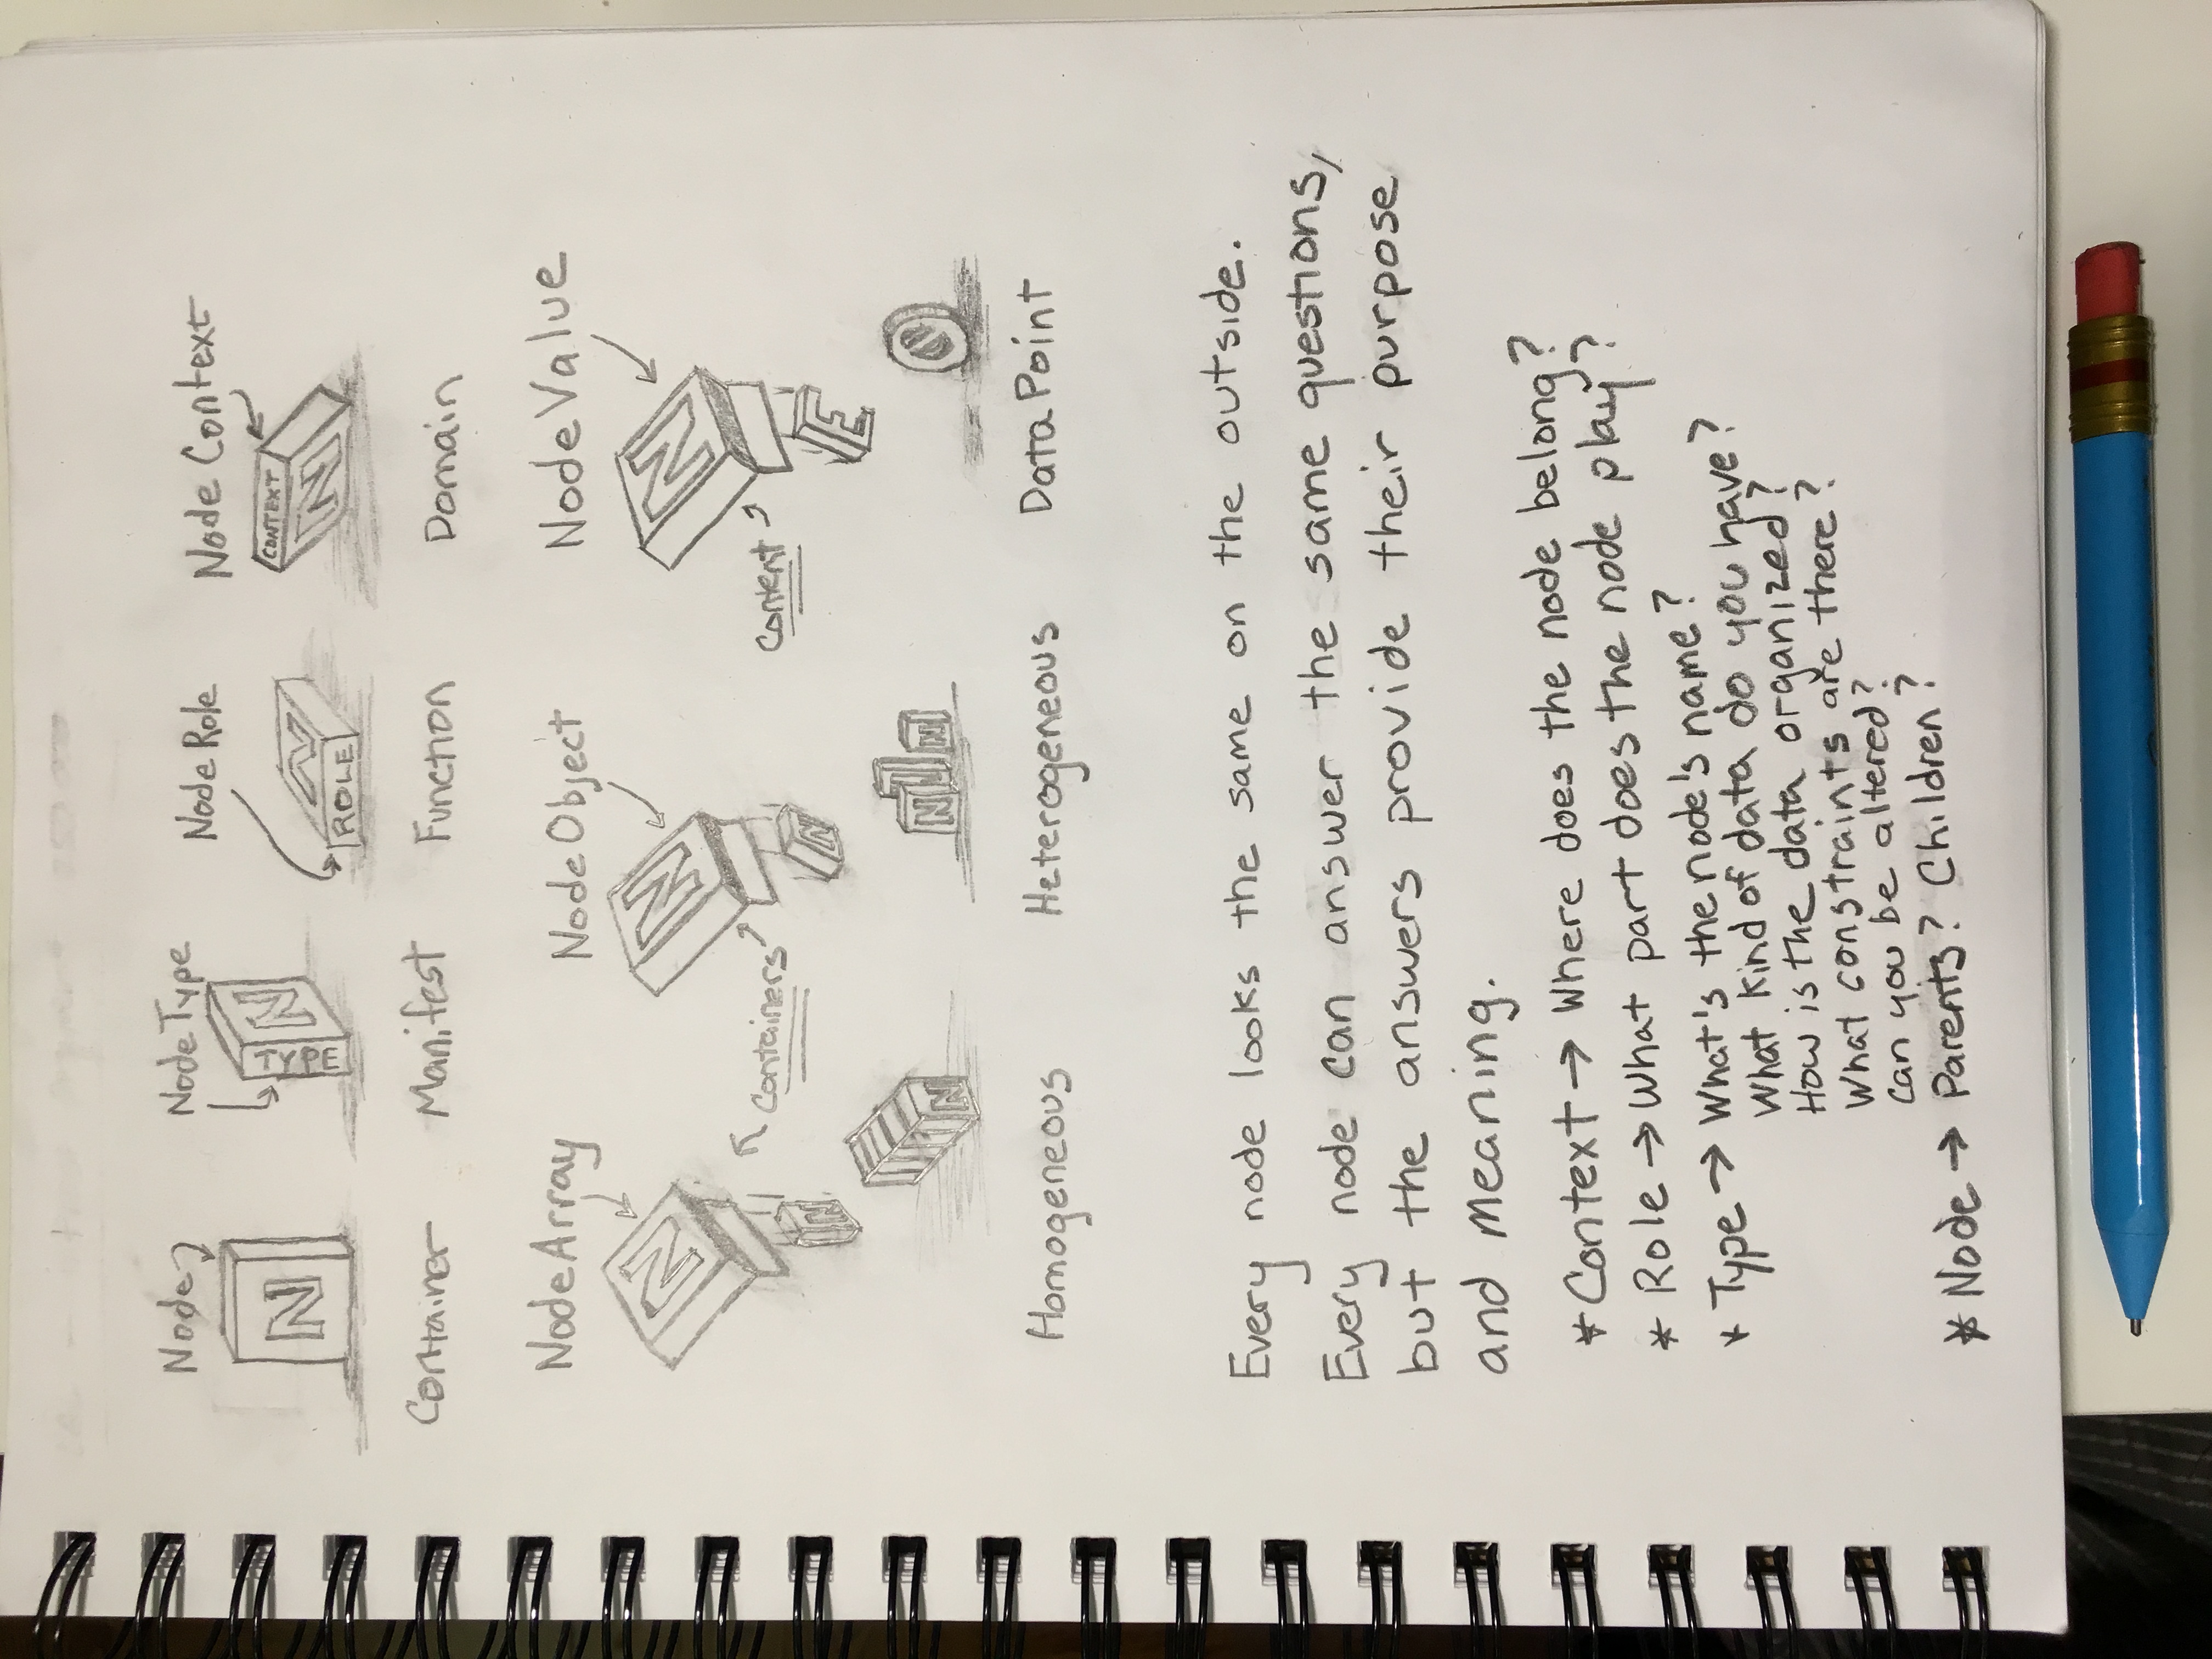 Node
NodeType
Node Role
Node Context
N
TYPE
N
N
ROLE
CONTEXT
N
Container
Manifest
Function
Domain
NodeArray
NodeObject
NodeValue
N
N
N
Containers
Content
N
N
E
N
N
N
Homogeneous
Heterogeneous
Data Point
Every node looks the same on the outside.
Every node can answer the same questions,
but the answers provide their purpose
and meaning.
* Context → Where does the node belong?
* Role → What part does the node play?
* Type → What's the node's name?
What kind of data do you have?
How is the data organized?
What constraints are there?
Can you be altered?
* Node → Parents? Children?